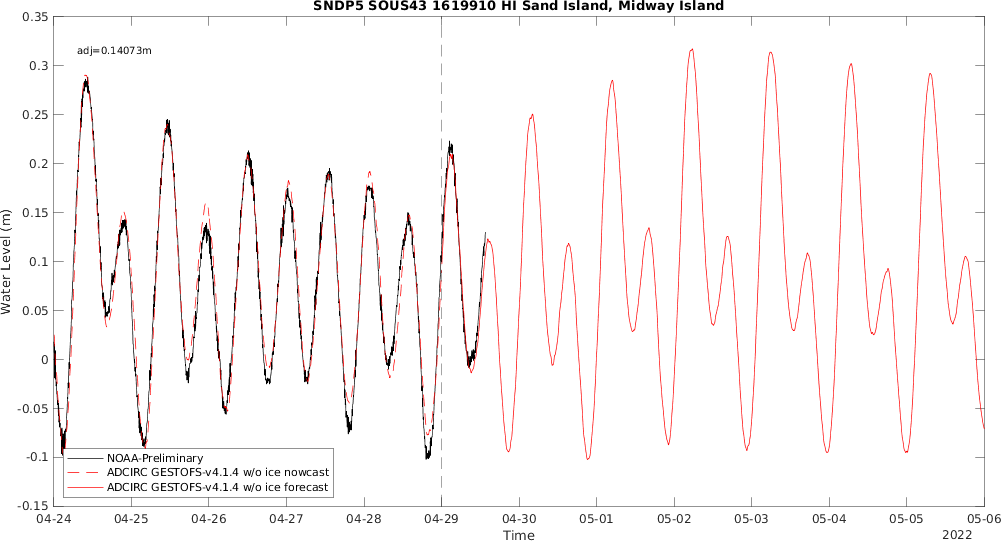 SNDP5 SOUS43 1619910 HI Sand Island, Midway Island
adj=0.14073m
0.35
0.3
0.25
0.2
0.15
0.1
0.05
0
-0.05
-0.1
-0.15
Water Level (m)
NOAA-Preliminary
ADCIRC GESTOFS-v4.1.4 w/o ice nowcast
ADCIRC GESTOFS-v4.1.4 w/o ice forecast
04-24 04-25 04-26 04-27 04-28 04-29 04-30 05-01 05-02 05-03 05-04 05-05 05-06
Time
2022